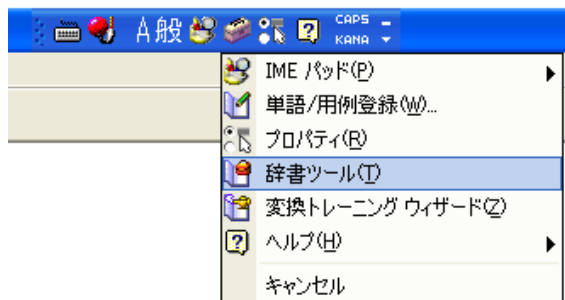 A 般 CAPS
KANA
IME パッド(P)
単語/用例登録(W)...
プロパティ(R)
辞書ツール(T)
変換トレーニング ウィザード(Z)
ヘルプ(H)
キャンセル